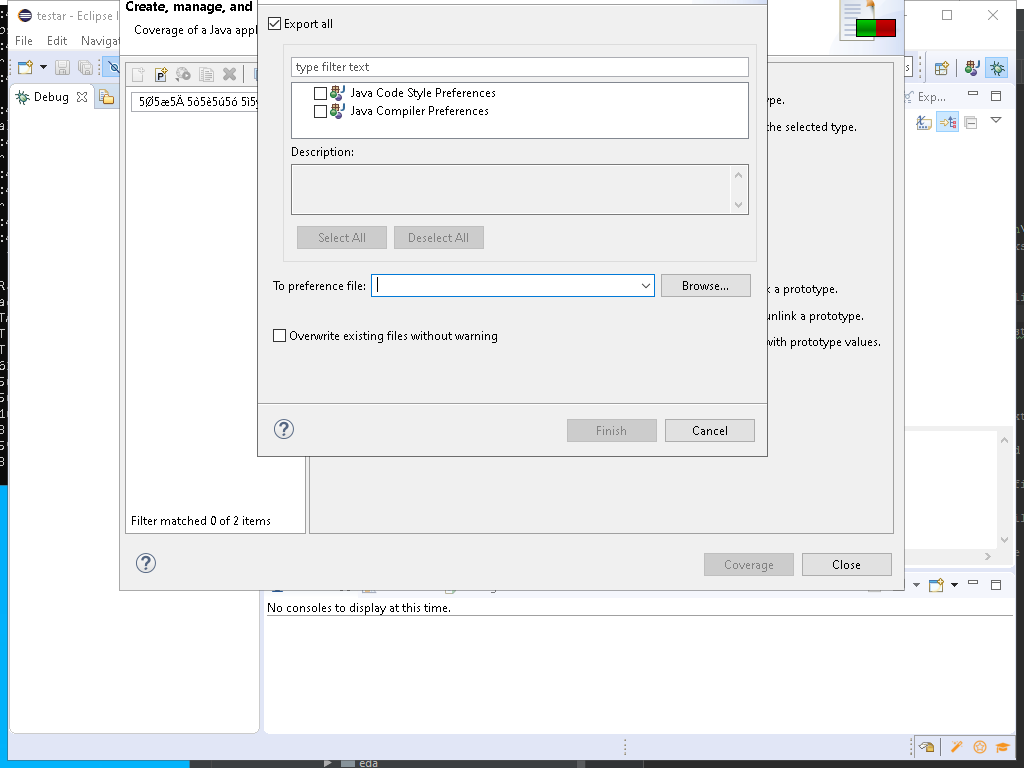 testar - Eclipse I
Create, manage, and
File Edit Navigat
Coverage of a Java appl
Export all
type filter text
Java Code Style Preferences
Java Compiler Preferences
Debug
Exp...
ype.
the selected type.
Description:
Select All Deselect All
To preference file: Browse...
k a prototype.
unlink a prototype.
Overwrite existing files without warning
with prototype values.
Finish Cancel
Filter matched 0 of 2 items
Coverage Close
No consoles to display at this time.
eda